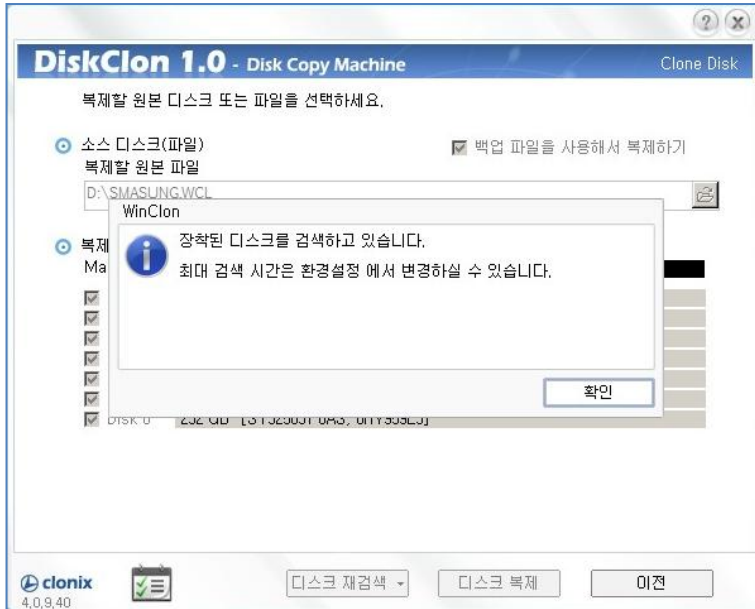 DiskClon 1.0 - Disk Copy Machine
Clone Disk
복제할 원본 디스크 또는 파일을 선택하세요.
소스 디스크(파일)
백업 파일을 사용해서 복제하기
복제할 원본 파일
D:\SMASUNG.WCL
WinClon
장착된 디스크를 검색하고 있습니다.
최대 검색 시간은 환경설정 에서 변경하실 수 있습니다.
확인
복제
Ma
clonix
4,0,9,40
디스크 재검색
디스크 복제
이전